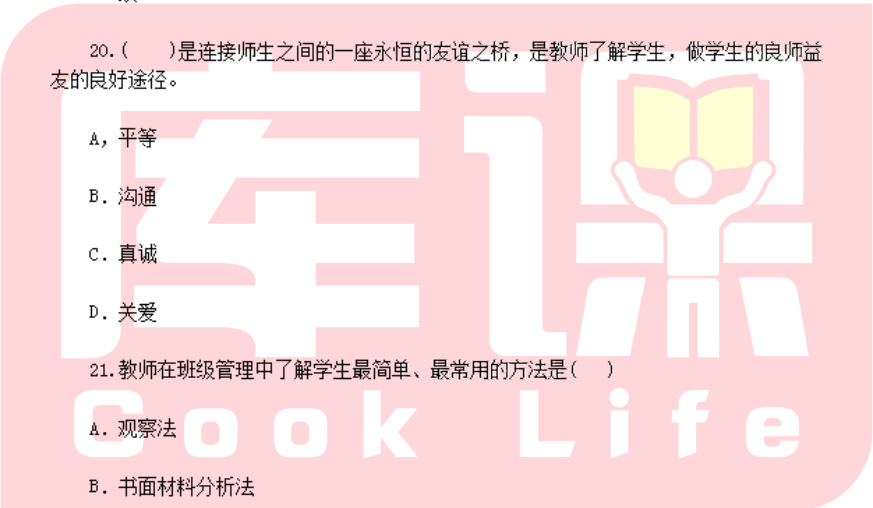 20.(    )是连接师生之间的一座永恒的友谊之桥，是教师了解学生，做学生的良师益
友的良好途径。
A，平等
B．沟通
C．真诚
D．关爱
21.教师在班级管理中了解学生最简单、最常用的方法是(    )
A．观察法
B．书面材料分析法
库课
Cook Life